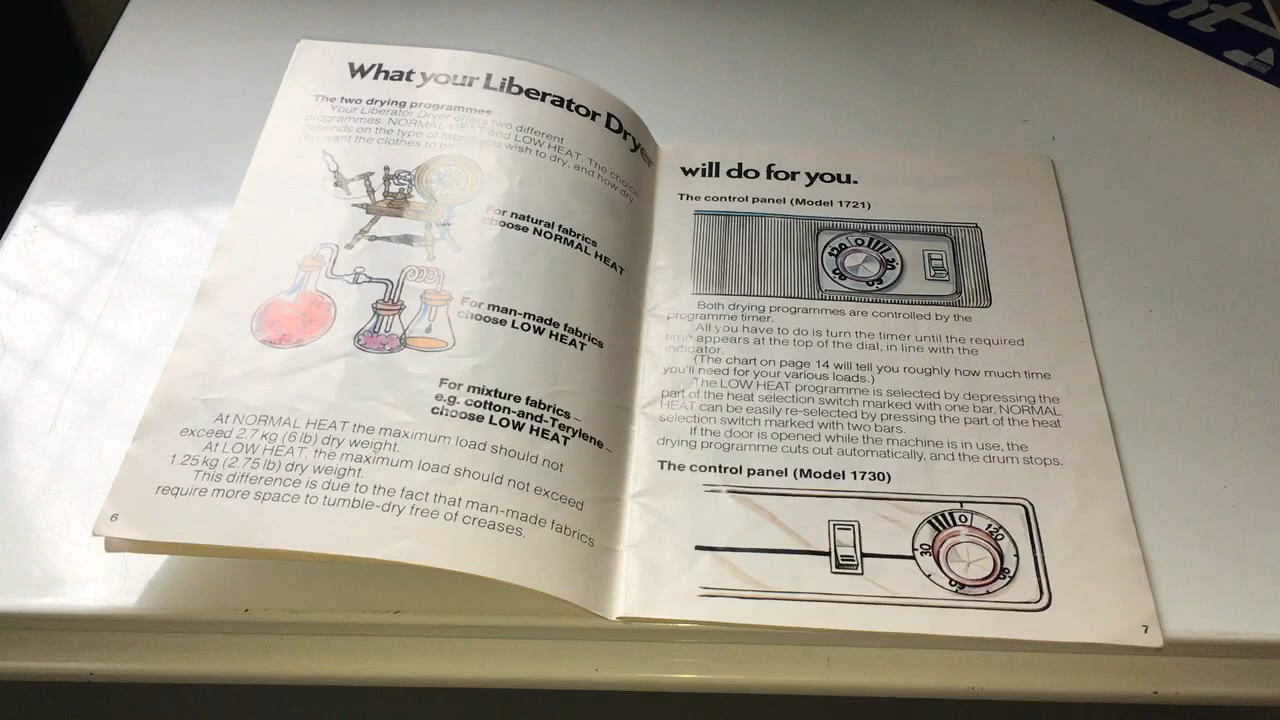 What your Liberator Dryer
The two drying programmes
Your Liberator Dryer offers two different
programmes. NORMAL HEAT and LOW HEAT. The choice
depends on the type of fabric you wish to dry, and how dry
you want the clothes to be.
For natural fabrics
choose NORMAL HEAT
For man-made fabrics
choose LOW HEAT
For mixture fabrics –
e.g. cotton-and-Terylene –
choose LOW HEAT
At NORMAL HEAT the maximum load should not
exceed 2.7 kg (6 lb) dry weight.
At LOW HEAT, the maximum load should not exceed
1.25 kg (2.75 lb) dry weight.
This difference is due to the fact that man-made fabrics
require more space to tumble-dry free of creases.
6
will do for you.
The control panel (Model 1721)
0
120
30
90
60
Both drying programmes are controlled by the
programme timer.
All you have to do is turn the timer until the required
time appears at the top of the dial, in line with the
indicator.
(The chart on page 14 will tell you roughly how much time
you'll need for your various loads.)
The LOW HEAT programme is selected by depressing the
part of the heat selection switch marked with one bar. NORMAL
HEAT can be easily re-selected by pressing the part of the heat
selection switch marked with two bars.
If the door is opened while the machine is in use, the
drying programme cuts out automatically, and the drum stops.
The control panel (Model 1730)
0
120
30
90
60
7